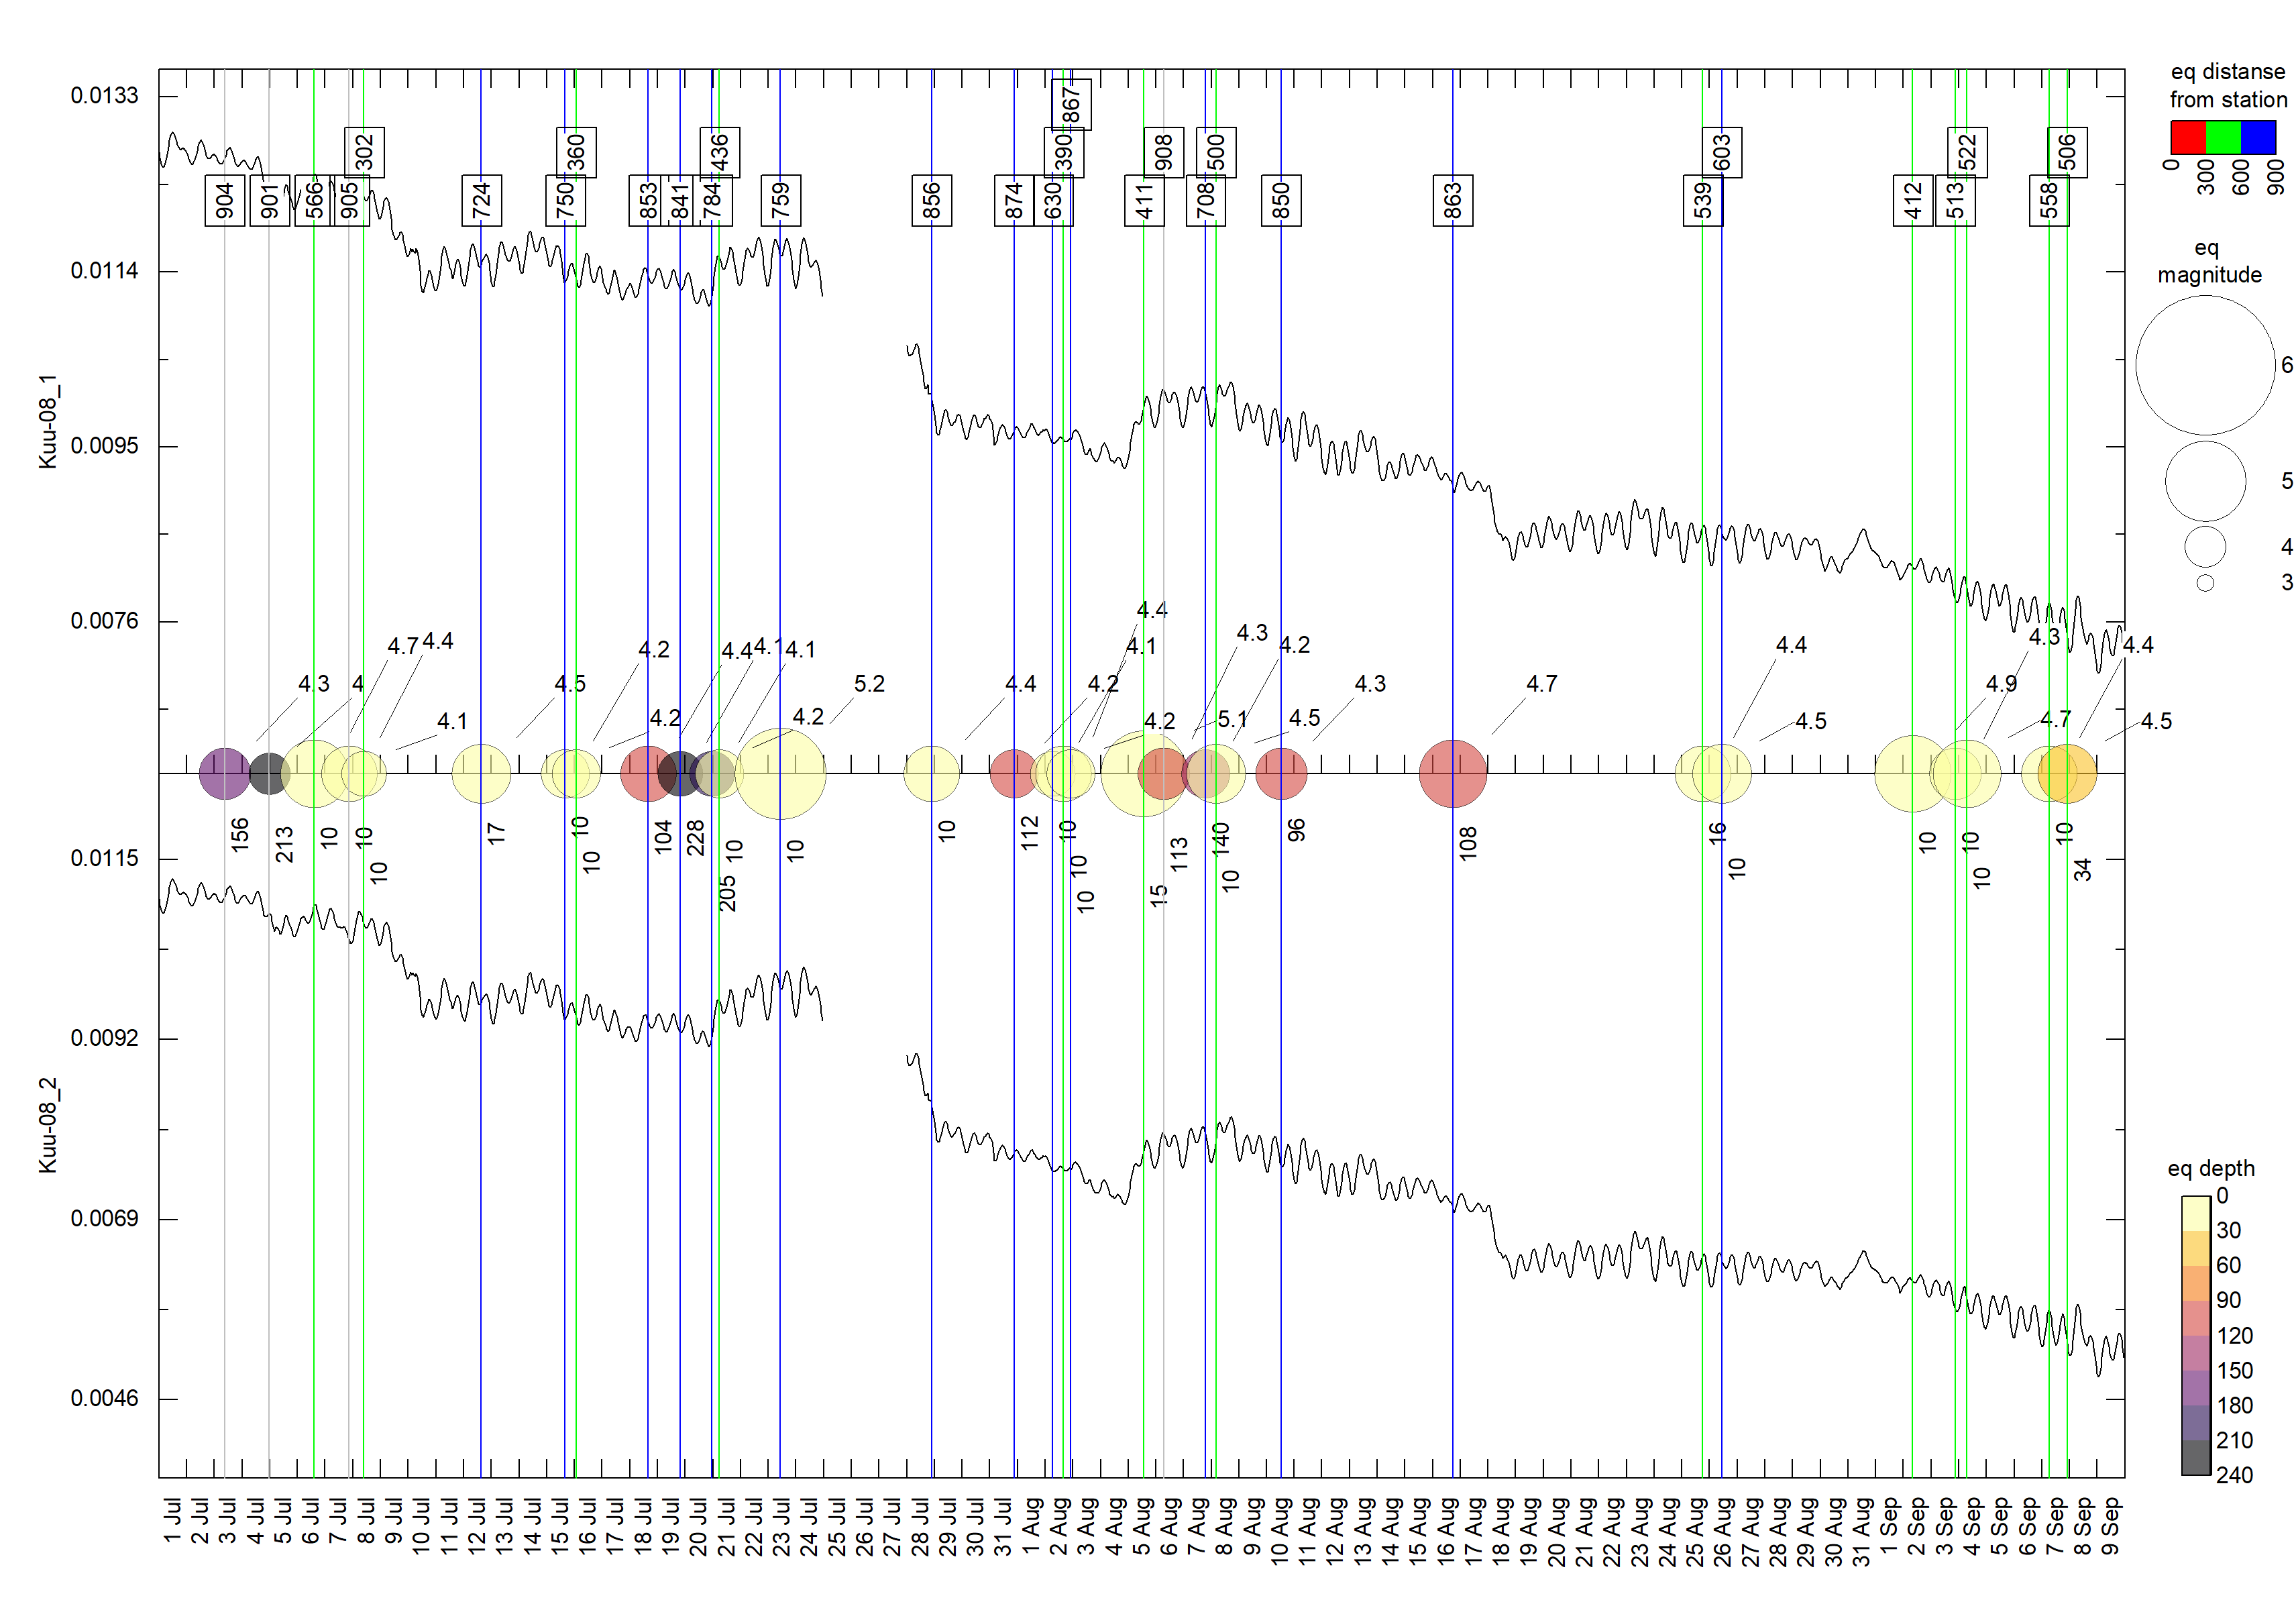 0.0133
0.0114
0.0095
0.0076
Kuu-08_1
0.0115
0.0092
0.0069
0.0046
Kuu-08_2
867
302
360
436
390
908
500
603
522
506
904
901
566
905
724
750
853
841
784
759
856
874
630
411
708
850
863
539
412
513
558
4.4
4.7
4.4
4.2
4.4
4.1
4.1
4.1
4.3
4.2
4.4
4.3
4.4
4.3
4
4.5
5.2
4.4
4.2
4.3
4.7
4.9
4.1
4.2
4.2
4.2
5.1
4.5
4.5
4.7
4.5
156
213
10
10
10
17
10
10
104
228
205
10
10
10
112
10
10
10
15
113
140
10
96
108
16
10
10
10
10
10
34
1 Jul
2 Jul
3 Jul
4 Jul
5 Jul
6 Jul
7 Jul
8 Jul
9 Jul
10 Jul
11 Jul
12 Jul
13 Jul
14 Jul
15 Jul
16 Jul
17 Jul
18 Jul
19 Jul
20 Jul
21 Jul
22 Jul
23 Jul
24 Jul
25 Jul
26 Jul
27 Jul
28 Jul
29 Jul
30 Jul
31 Jul
1 Aug
2 Aug
3 Aug
4 Aug
5 Aug
6 Aug
7 Aug
8 Aug
9 Aug
10 Aug
11 Aug
12 Aug
13 Aug
14 Aug
15 Aug
16 Aug
17 Aug
18 Aug
19 Aug
20 Aug
21 Aug
22 Aug
23 Aug
24 Aug
25 Aug
26 Aug
27 Aug
28 Aug
29 Aug
30 Aug
31 Aug
1 Sep
2 Sep
3 Sep
4 Sep
5 Sep
6 Sep
7 Sep
8 Sep
9 Sep
eq distanse
from station
0
300
600
900
eq
magnitude
6
5
4
3
eq depth
0
30
60
90
120
150
180
210
240